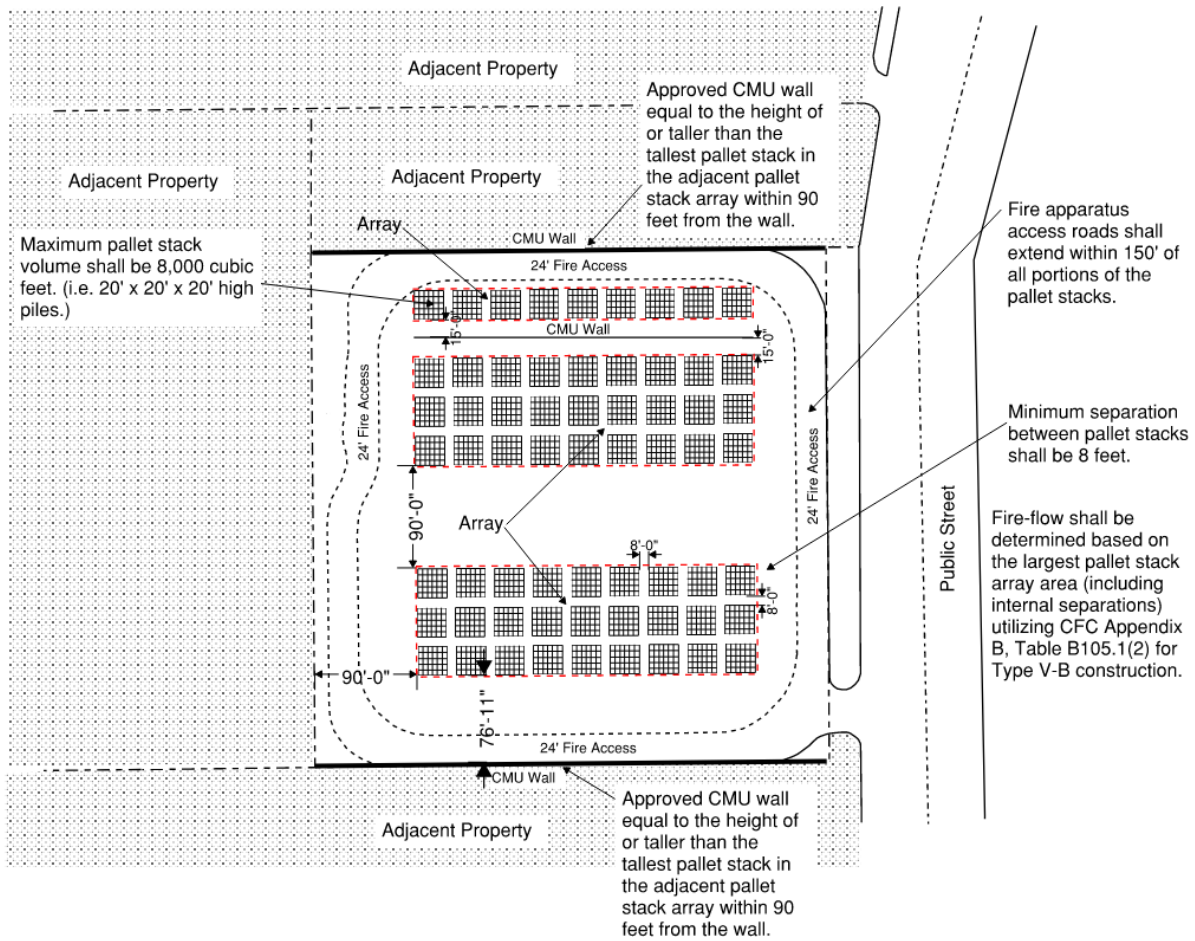 Adjacent Property
Approved CMU wall
equal to the height of
or taller than the
tallest pallet stack in
the adjacent pallet
stack array within 90
feet from the wall.
Adjacent Property
Adjacent Property
Array
Fire apparatus
access roads shall
extend within 150' of
all portions of the
pallet stacks.
Maximum pallet stack
volume shall be 8,000 cubic
feet. (i.e. 20' x 20' x 20' high
piles.)
CMU Wall
24' Fire Access
15'-0"
CMU Wall
15'-0"
24' Fire Access
Minimum separation
between pallet stacks
shall be 8 feet.
24' Fire Access
90'-0"
Array
8'-0"
8'-0"
Public Street
Fire-flow shall be
determined based on
the largest pallet stack
array area (including
internal separations)
utilizing CFC Appendix
B, Table B105.1(2) for
Type V-B construction.
90'-0"
76'-11"
24' Fire Access
CMU Wall
Adjacent Property
Approved CMU wall
equal to the height of
or taller than the
tallest pallet stack in
the adjacent pallet
stack array within 90
feet from the wall.